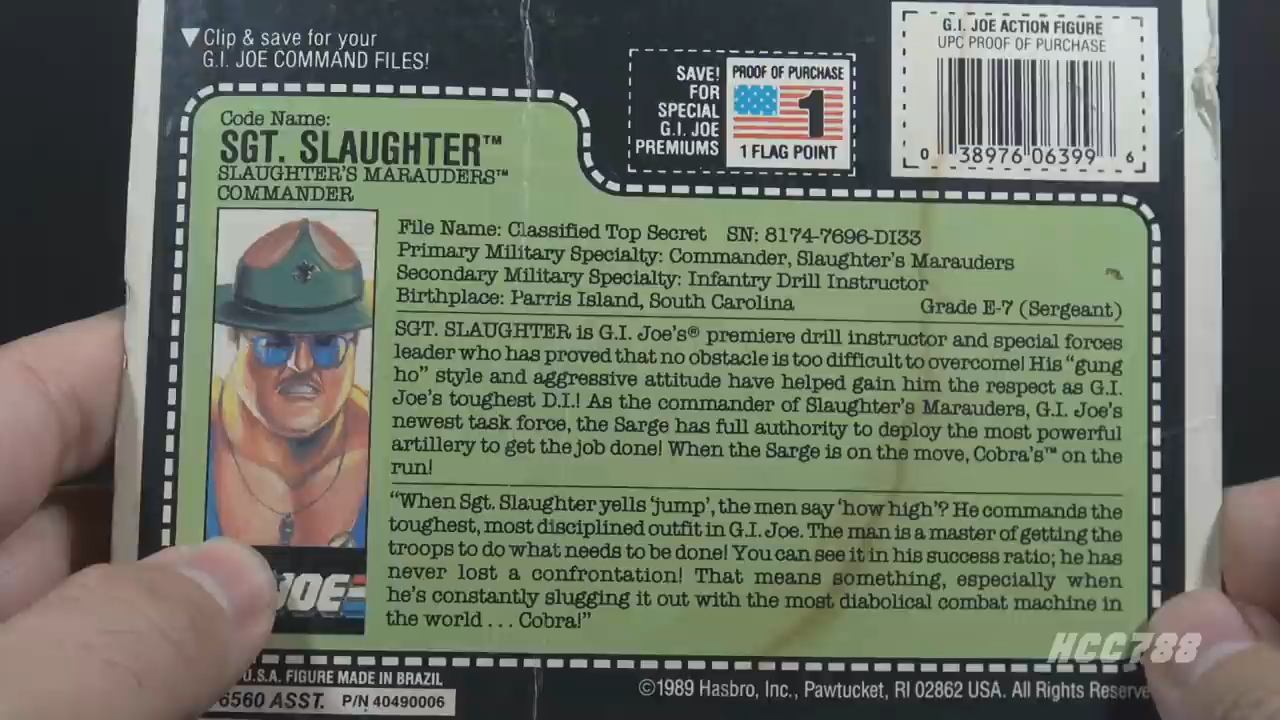 ▼Clip & save for your
G.I. JOE COMMAND FILES!
SAVE!
FOR
SPECIAL
G.I. JOE
PREMIUMS
PROOF OF PURCHASE
1
1 FLAG POINT
G.I. JOE ACTION FIGURE
UPC PROOF OF PURCHASE
0 38976 06399 6
Code Name:
SGT. SLAUGHTER™
SLAUGHTER'S MARAUDERS™
COMMANDER
File Name: Classified Top Secret SN: 8174-7696-DI33
Primary Military Specialty: Commander, Slaughter's Marauders
Secondary Military Specialty: Infantry Drill Instructor
Birthplace: Parris Island, South Carolina Grade E-7 (Sergeant)
SGT. SLAUGHTER is G.I. Joe's® premiere drill instructor and special forces
leader who has proved that no obstacle is too difficult to overcome! His "gung
ho" style and aggressive attitude have helped gain him the respect as G.I.
Joe's toughest D.I.! As the commander of Slaughter's Marauders, G.I. Joe's
newest task force, the Sarge has full authority to deploy the most powerful
artillery to get the job done! When the Sarge is on the move, Cobra's™ on the
run!
"When Sgt. Slaughter yells 'jump', the men say 'how high'? He commands the
toughest, most disciplined outfit in G.I. Joe. The man is a master of getting the
troops to do what needs to be done! You can see it in his success ratio; he has
never lost a confrontation! That means something, especially when
he's constantly slugging it out with the most diabolical combat machine in
the world . . . Cobra!"
JOE
U.S.A. FIGURE MADE IN BRAZIL
6560 ASST. P/N 40490006
©1989 Hasbro, Inc., Pawtucket, RI 02862 USA. All Rights Reserve
HCC788